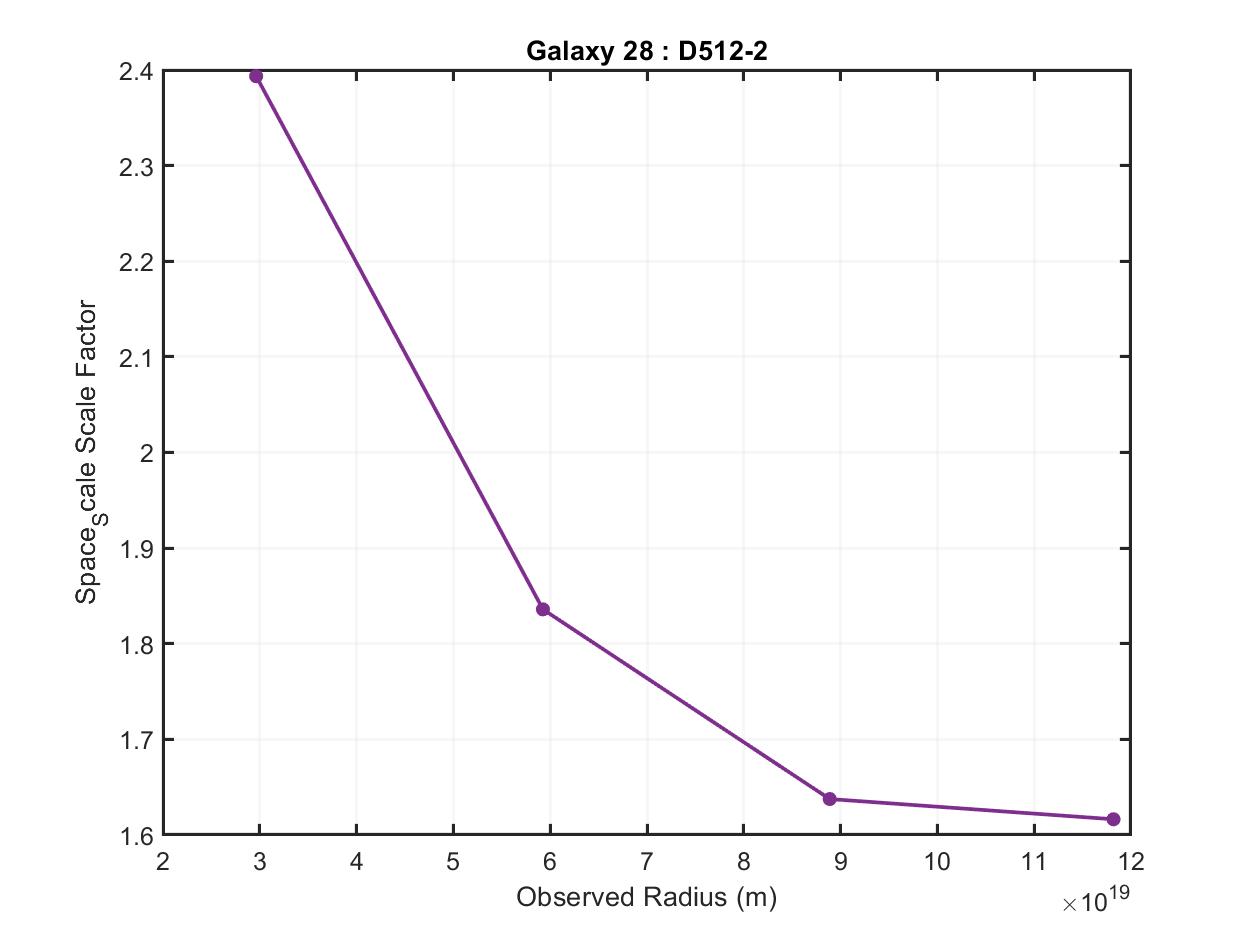 Galaxy 28 : D512-2
2.4
2.3
2.2
2.1
2
1.9
1.8
1.7
1.6
Space_Scale Scale Factor
2 3 4 5 6 7 8 9 10 11 12
Observed Radius (m)
×10^19